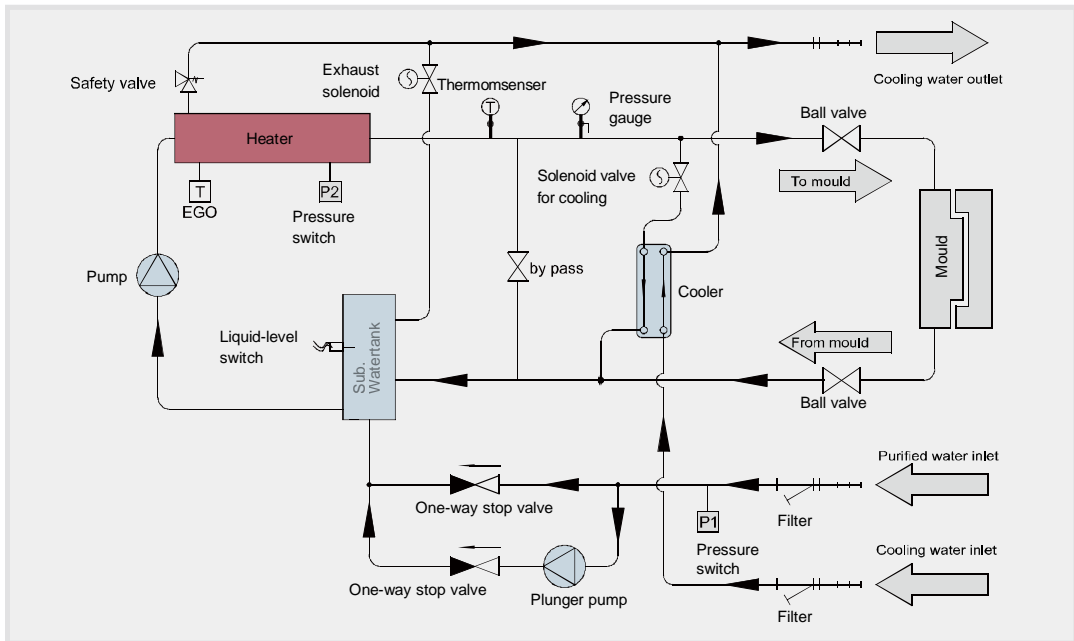 Safety valve
Exhaust
solenoid
Thermomsenser
Pressure
gauge
Cooling water outlet
Ball valve
Heater
T
T
EGO
P2
Pressure
switch
Solenoid valve
for cooling
To mould
Mould
Pump
by pass
Cooler
Liquid-level
switch
Sub.
Watertank
From mould
Ball valve
Purified water inlet
One-way stop valve
P1
Filter
Pressure
switch
Cooling water inlet
One-way stop valve
Plunger pump
Filter